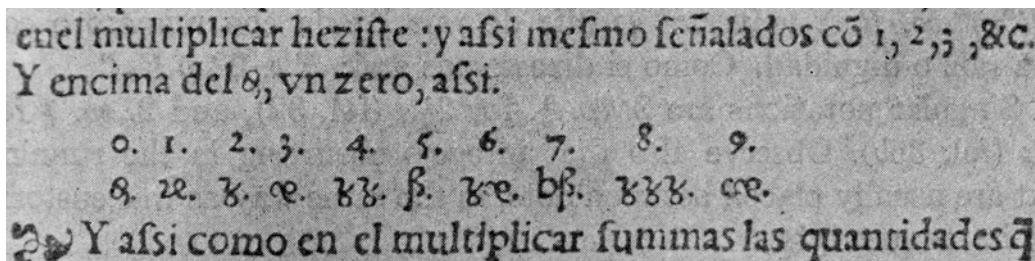 enel multiplicar heziſte : y aſsi meſmo ſeñalados cõ 1, 2, 3, &c.
Y encima del , vn zero, aſsi.
0. 1. 2. 3. 4. 5. 6. 7. 8. 9.
Y aſsi como en el multiplicar ſummas las quantidades q̃